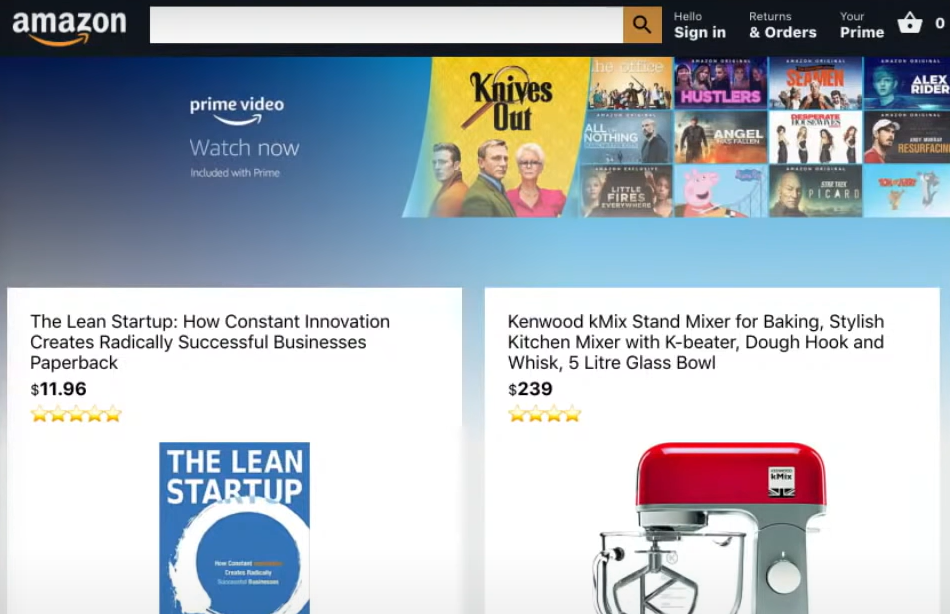 amazon
Hello
Sign in
Returns
& Orders
Your
Prime
0
prime video
Watch now
Included with Prime
Knives
Out
the office
AMAZON ORIGINAL
HUSTLERS
AMAZON ORIGINAL
SEAMEN
AMAZON ORIGINAL
ALEX
RIDER
ALL OR
NOTHING
ANGEL
HAS FALLEN
DESPERATE
HOUSEWIVES
ANDY MURRAY
RESURFACING
AMAZON EXCLUSIVE
LITTLE
FIRES
EVERYWHERE
STAR TREK
PICARD
TOM and JERRY
The Lean Startup: How Constant Innovation
Creates Radically Successful Businesses
Paperback
$11.96
Kenwood kMix Stand Mixer for Baking, Stylish
Kitchen Mixer with K-beater, Dough Hook and
Whisk, 5 Litre Glass Bowl
$239
THE LEAN
STARTUP
How Constant Innovation
Creates Radically
Successful Businesses
kMix